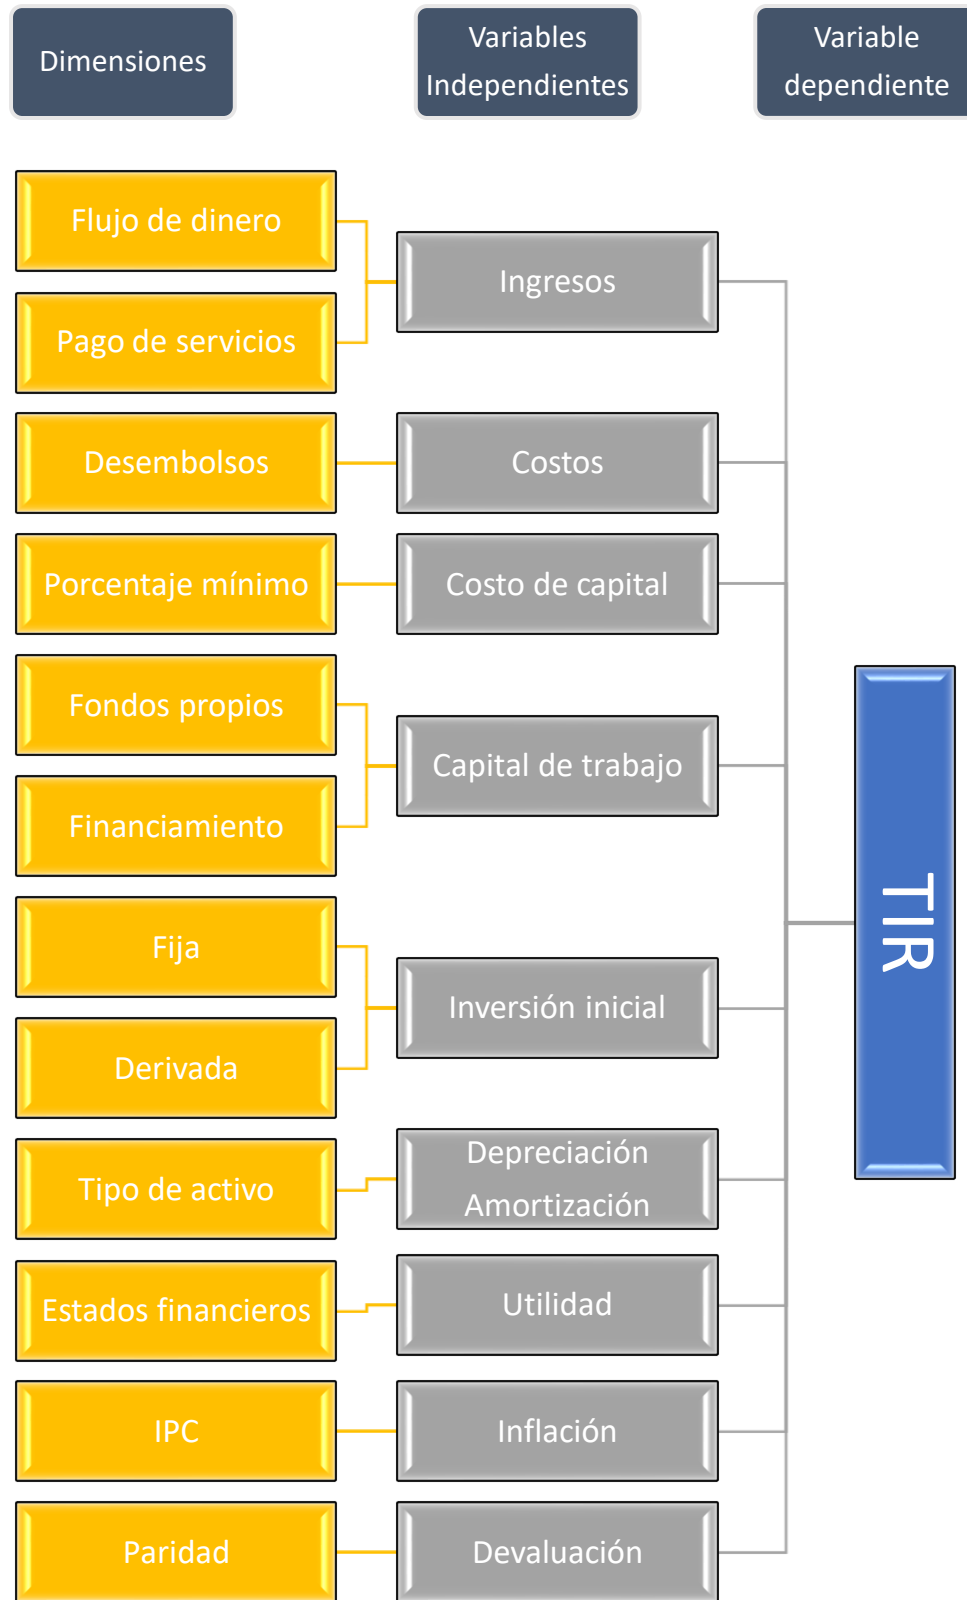 Dimensiones
Variables
Independientes
Variable
dependiente
Flujo de dinero
Pago de servicios
Ingresos
Desembolsos
Costos
Porcentaje mínimo
Costo de capital
Fondos propios
Financiamiento
Capital de trabajo
Fija
Derivada
Inversión inicial
Tipo de activo
Depreciación
Amortización
Estados financieros
Utilidad
IPC
Inflación
Paridad
Devaluación
TIR